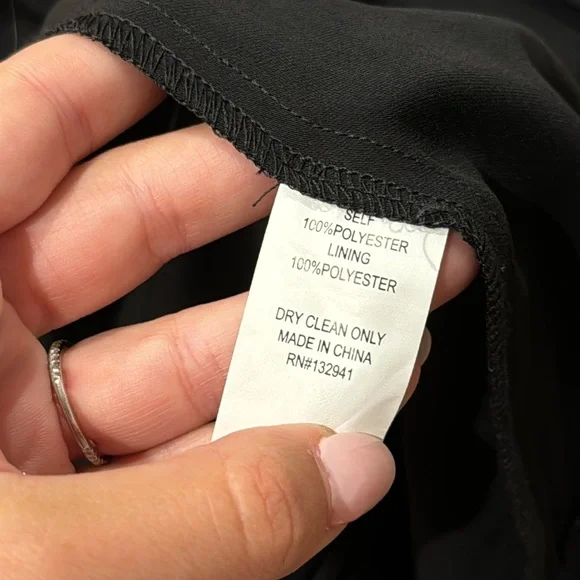 SELF
100%POLYESTER
LINING
100%POLYESTER
DRY CLEAN ONLY
MADE IN CHINA
RN#132941